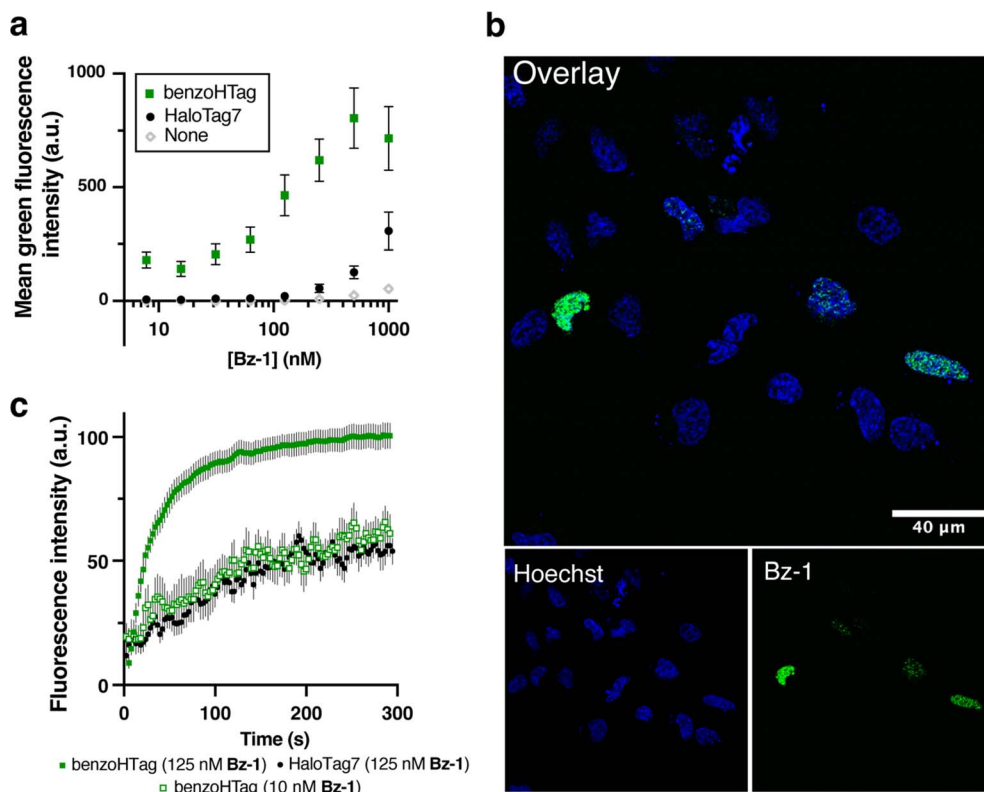 a
Mean green fluorescence
intensity (a.u.)
1000
500
0
benzoHTag
HaloTag7
None
10
100
1000
[Bz-1] (nM)
b
Overlay
40 μm
Hoechst
Bz-1
c
Fluorescence intensity (a.u.)
100
50
0
0
100
200
300
Time (s)
benzoHTag (125 nM Bz-1)
HaloTag7 (125 nM Bz-1)
benzoHTag (10 nM Bz-1)